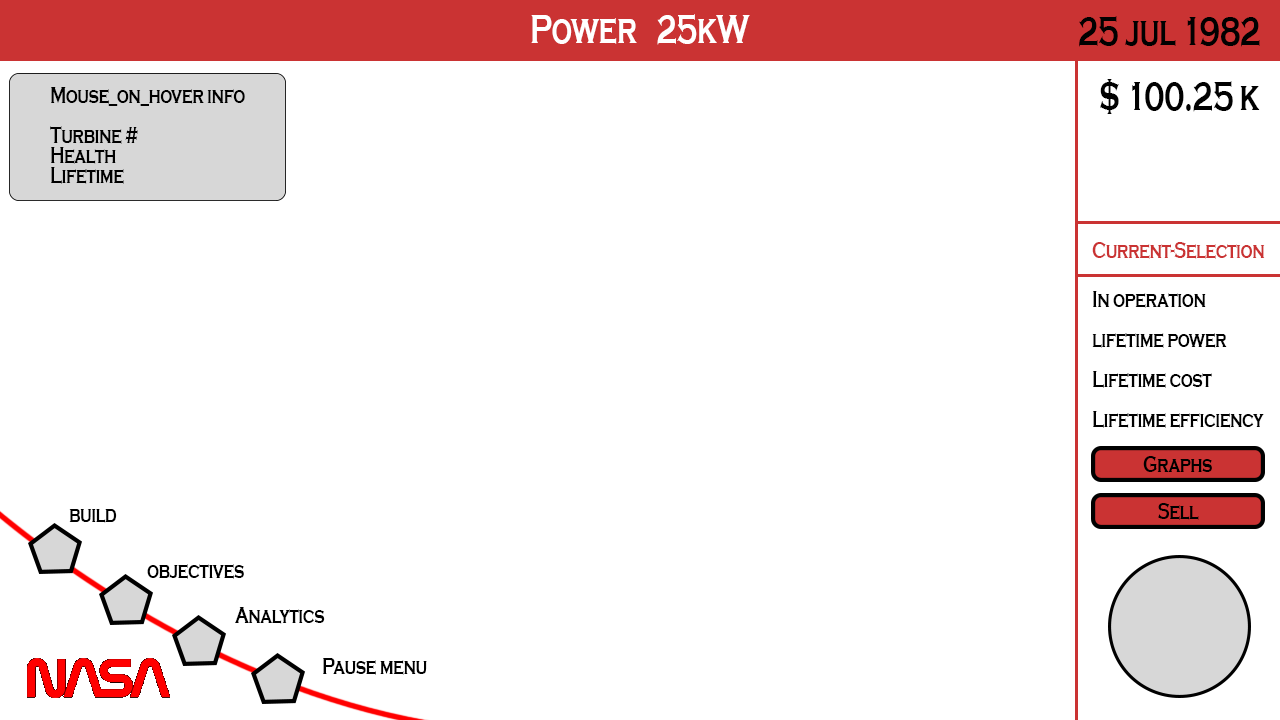 Power 25kW
25 Jul 1982
Mouse_on_hover info
Turbine #
Health
Lifetime
$ 100.25 k
Current-Selection
In operation
lifetime power
Lifetime cost
Lifetime efficiency
Graphs
Sell
build
objectives
Analytics
Pause menu
NASA